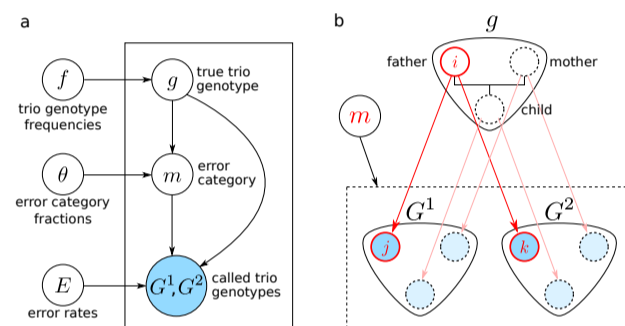 a
f
trio genotype
frequencies
g
true trio
genotype
θ
error category
fractions
m
error
category
E
error rates
G¹,G²
called trio
genotypes
b
g
father
i
mother
child
m
G¹
G²
j
k